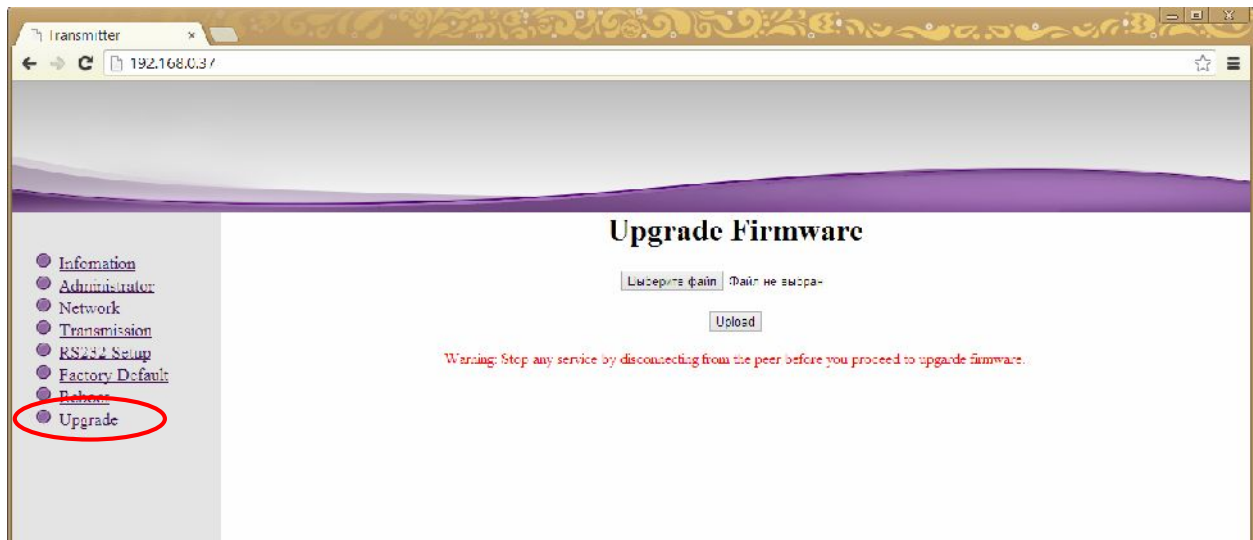 Transmitter
192.168.0.37
Upgrade Firmware
Infomation
Administrator
Network
Transmission
RS232 Setup
Factory Default
Reboot
Upgrade
Выберите файл Файл не выбран
Upload
Warning: Stop any service by disconnecting from the peer before you proceed to upgarde firmware.